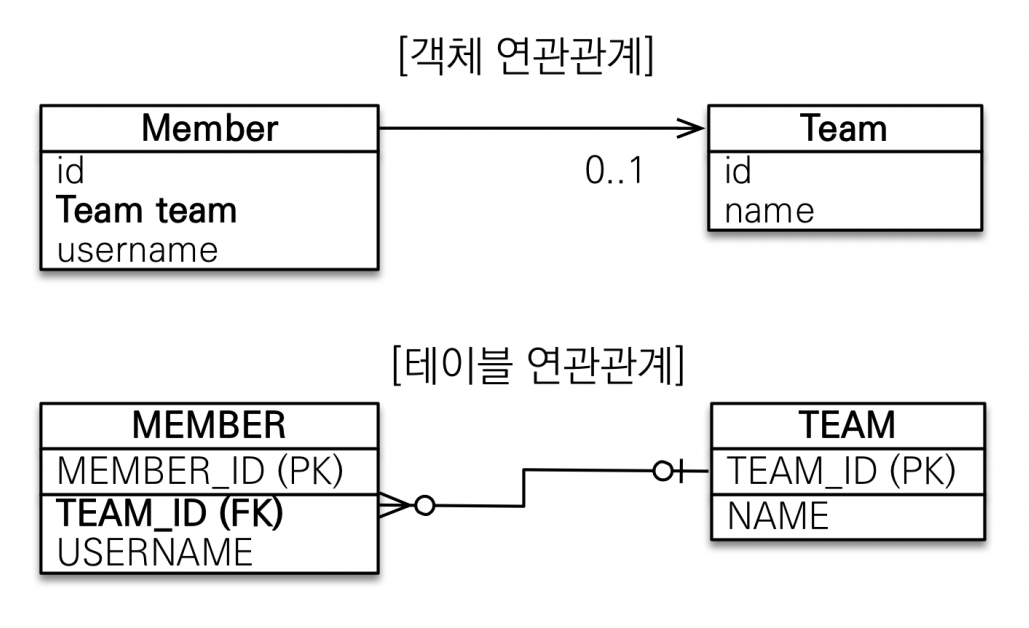 [객체 연관관계]
Member
id
Team team
username
0..1
Team
id
name
[테이블 연관관계]
MEMBER
MEMBER_ID (PK)
TEAM_ID (FK)
USERNAME
TEAM
TEAM_ID (PK)
NAME